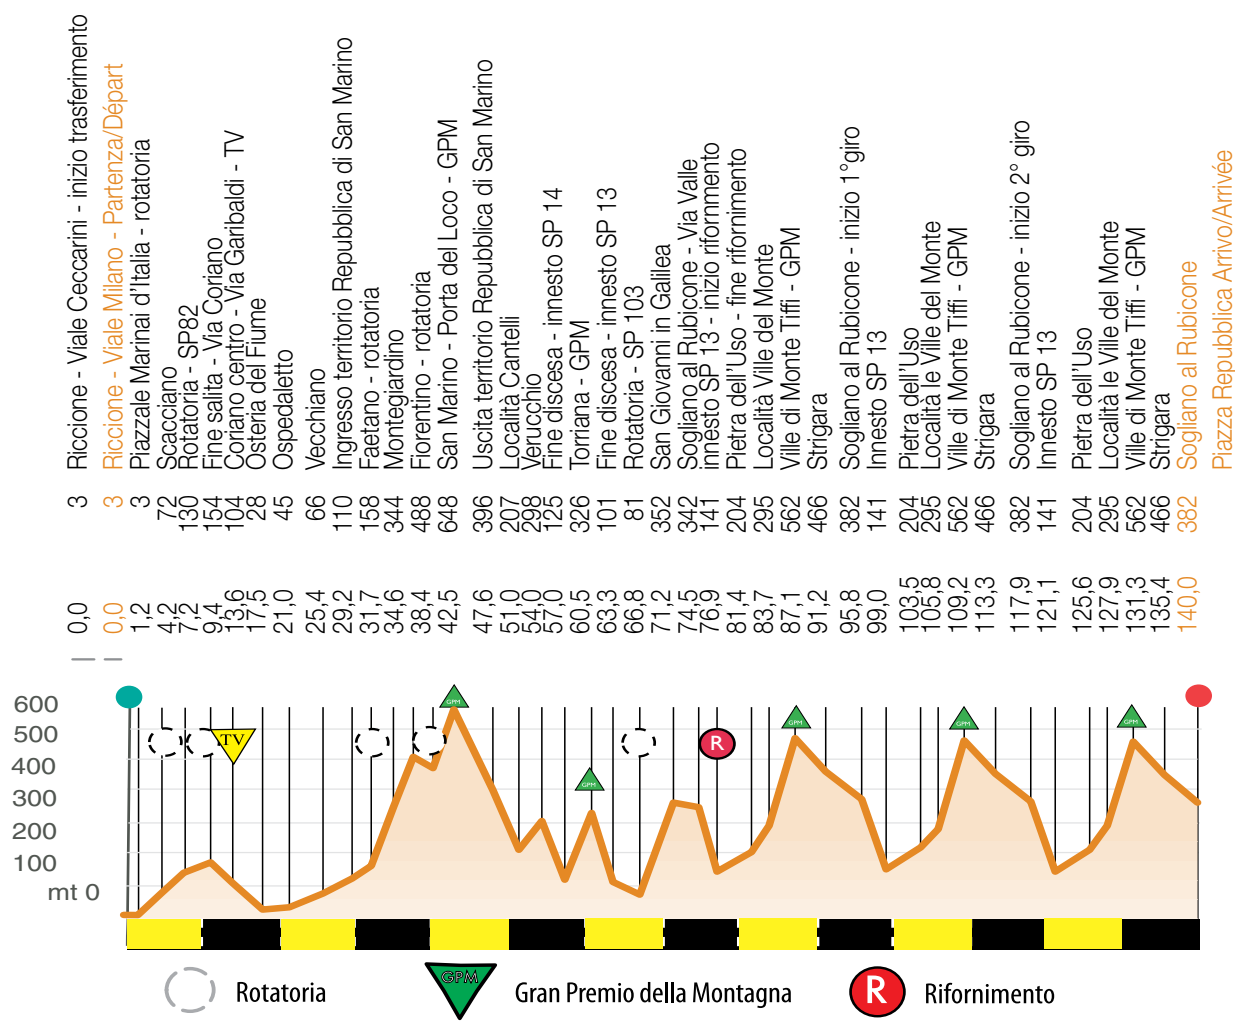 Riccione - Viale Ceccarini - inizio trasferimento 3 0,0
Riccione - Viale Milano - Partenza/Départ 3 0,0
Piazzale Marinai d'Italia - rotatoria 3 1,2
Scacciano 72 4,2
Rotatoria - SP82 130 7,2
Fine salita - Via Coriano 154 9,4
Coriano centro - Via Garibaldi - TV 104 13,6
Osteria del Fiume 28 17,5
Ospedaletto 45 21,0
Vecchiano 66 25,4
Ingresso territorio Repubblica di San Marino 110 29,2
Faetano - rotatoria 158 31,7
Montegiardino 344 34,6
Fiorentino - rotatoria 488 38,4
San Marino - Porta del Loco - GPM 648 42,5
Uscita territorio Repubblica di San Marino 396 47,6
Località Cantelli 207 51,0
Verucchio 298 54,0
Fine discesa - innesto SP 14 125 57,0
Torriana - GPM 326 60,5
Fine discesa - innesto SP 13 101 63,3
Rotatoria - SP 103 81 66,8
San Giovanni in Galilea 352 71,2
Sogliano al Rubicone - Via Valle 342 74,5
innesto SP 13 - inizio rifornmento 141 76,9
Pietra dell'Uso - fine rifornimento 204 81,4
Località Ville del Monte 295 83,7
Ville di Monte Tiffi - GPM 562 87,1
Strigara 466 91,2
Sogliano al Rubicone - inizio 1°giro 382 95,8
Innesto SP 13 141 99,0
Pietra dell'Uso 204 103,5
Località le Ville del Monte 295 105,8
Ville di Monte Tiffi - GPM 562 109,2
Strigara 466 113,3
Sogliano al Rubicone - inizio 2° giro 382 117,9
Innesto SP 13 141 121,1
Pietra dell'Uso 204 125,6
Località le Ville del Monte 295 127,9
Ville di Monte Tiffi - GPM 562 131,3
Strigara 466 135,4
Sogliano al Rubicone 382 140,0
Piazza Repubblica Arrivo/Arrivée
600
500
400
300
200
100
mt 0
TV
GPM
GPM
R
GPM
GPM
GPM
Rotatoria
GPM
Gran Premio della Montagna
R
Rifornimento